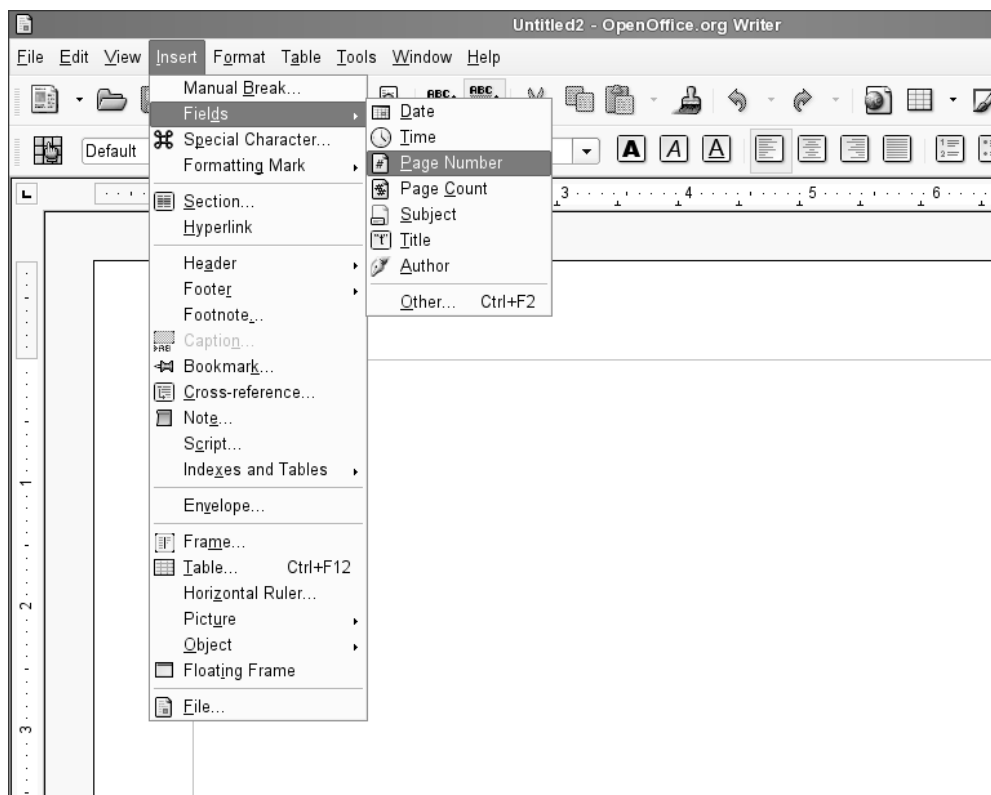 Untitled2 - OpenOffice.org Writer
File Edit View Insert Format Table Tools Window Help
Manual Break...
Fields
Special Character...
Formatting Mark
Section...
Hyperlink
Header
Footer
Footnote...
Caption...
Bookmark...
Cross-reference...
Note...
Script...
Indexes and Tables
Envelope...
Frame...
Table... Ctrl+F12
Horizontal Ruler...
Picture
Object
Floating Frame
File...
Date
Time
Page Number
Page Count
Subject
Title
Author
Other... Ctrl+F2
ABC ABC
Default
A A A
3 4 5 6
1
2
3